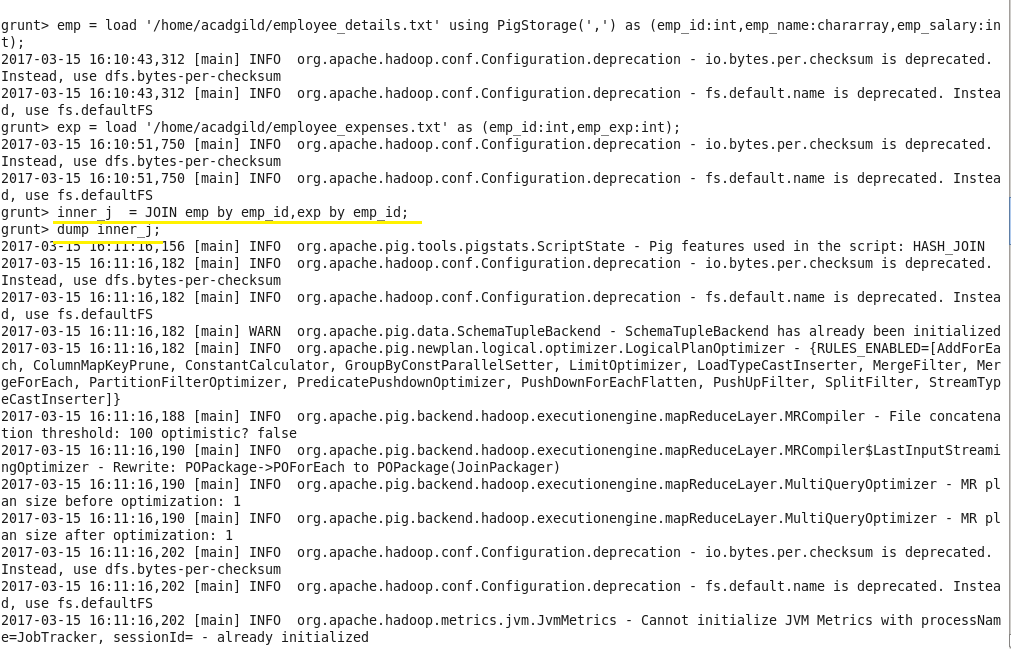 grunt> emp = load '/home/acadgild/employee_details.txt' using PigStorage(',') as (emp_id:int,emp_name:chararray,emp_salary:in
t);
2017-03-15 16:10:43,312 [main] INFO  org.apache.hadoop.conf.Configuration.deprecation - io.bytes.per.checksum is deprecated.
Instead, use dfs.bytes-per-checksum
2017-03-15 16:10:43,312 [main] INFO  org.apache.hadoop.conf.Configuration.deprecation - fs.default.name is deprecated. Instea
d, use fs.defaultFS
grunt> exp = load '/home/acadgild/employee_expenses.txt' as (emp_id:int,emp_exp:int);
2017-03-15 16:10:51,750 [main] INFO  org.apache.hadoop.conf.Configuration.deprecation - io.bytes.per.checksum is deprecated.
Instead, use dfs.bytes-per-checksum
2017-03-15 16:10:51,750 [main] INFO  org.apache.hadoop.conf.Configuration.deprecation - fs.default.name is deprecated. Instea
d, use fs.defaultFS
grunt> inner_j  = JOIN emp by emp_id,exp by emp_id;
grunt> dump inner_j;
2017-03-15 16:11:16,156 [main] INFO  org.apache.pig.tools.pigstats.ScriptState - Pig features used in the script: HASH_JOIN
2017-03-15 16:11:16,182 [main] INFO  org.apache.hadoop.conf.Configuration.deprecation - io.bytes.per.checksum is deprecated.
Instead, use dfs.bytes-per-checksum
2017-03-15 16:11:16,182 [main] INFO  org.apache.hadoop.conf.Configuration.deprecation - fs.default.name is deprecated. Instea
d, use fs.defaultFS
2017-03-15 16:11:16,182 [main] WARN  org.apache.pig.data.SchemaTupleBackend - SchemaTupleBackend has already been initialized
2017-03-15 16:11:16,182 [main] INFO  org.apache.pig.newplan.logical.optimizer.LogicalPlanOptimizer - {RULES_ENABLED=[AddForEa
ch, ColumnMapKeyPrune, ConstantCalculator, GroupByConstParallelSetter, LimitOptimizer, LoadTypeCastInserter, MergeFilter, Mer
geForEach, PartitionFilterOptimizer, PredicatePushdownOptimizer, PushDownForEachFlatten, PushUpFilter, SplitFilter, StreamTyp
eCastInserter]}
2017-03-15 16:11:16,188 [main] INFO  org.apache.pig.backend.hadoop.executionengine.mapReduceLayer.MRCompiler - File concatena
tion threshold: 100 optimistic? false
2017-03-15 16:11:16,190 [main] INFO  org.apache.pig.backend.hadoop.executionengine.mapReduceLayer.MRCompiler$LastInputStreami
ngOptimizer - Rewrite: POPackage->POForEach to POPackage(JoinPackager)
2017-03-15 16:11:16,190 [main] INFO  org.apache.pig.backend.hadoop.executionengine.mapReduceLayer.MultiQueryOptimizer - MR pl
an size before optimization: 1
2017-03-15 16:11:16,190 [main] INFO  org.apache.pig.backend.hadoop.executionengine.mapReduceLayer.MultiQueryOptimizer - MR pl
an size after optimization: 1
2017-03-15 16:11:16,202 [main] INFO  org.apache.hadoop.conf.Configuration.deprecation - io.bytes.per.checksum is deprecated.
Instead, use dfs.bytes-per-checksum
2017-03-15 16:11:16,202 [main] INFO  org.apache.hadoop.conf.Configuration.deprecation - fs.default.name is deprecated. Instea
d, use fs.defaultFS
2017-03-15 16:11:16,202 [main] INFO  org.apache.hadoop.metrics.jvm.JvmMetrics - Cannot initialize JVM Metrics with processNam
e=JobTracker, sessionId= - already initialized